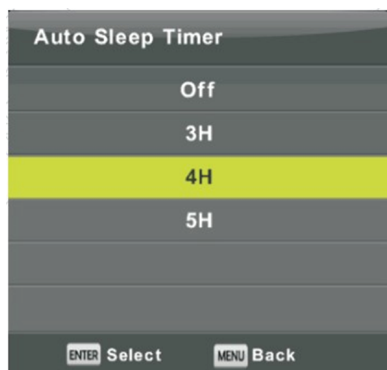 Auto Sleep Timer
Off
3H
4H
5H
ENTER Select MENU Back